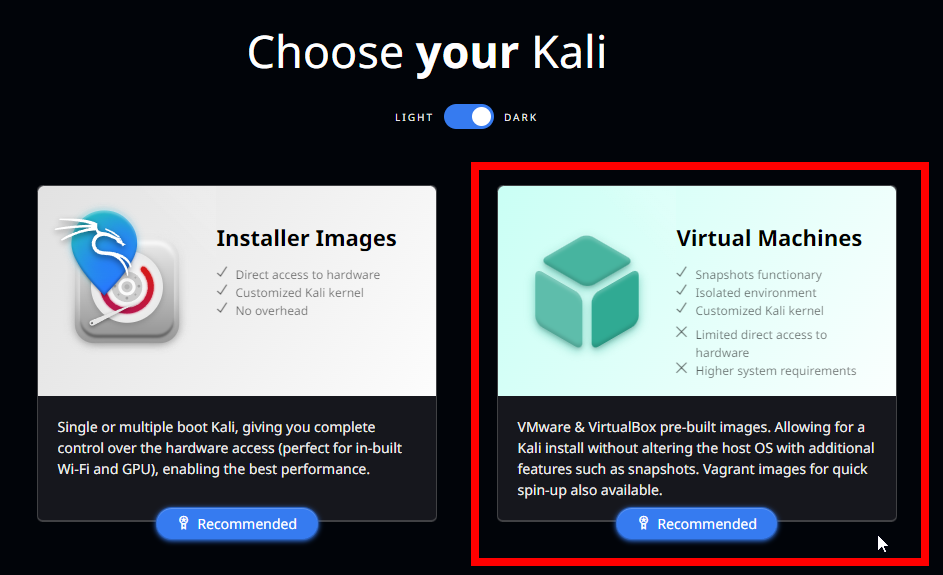 Choose your Kali
LIGHT DARK
Installer Images
Direct access to hardware
Customized Kali kernel
No overhead
Single or multiple boot Kali, giving you complete
control over the hardware access (perfect for in-built
Wi-Fi and GPU), enabling the best performance.
Recommended
Virtual Machines
Snapshots functionary
Isolated environment
Customized Kali kernel
Limited direct access to
hardware
Higher system requirements
VMware & VirtualBox pre-built images. Allowing for a
Kali install without altering the host OS with additional
features such as snapshots. Vagrant images for quick
spin-up also available.
Recommended